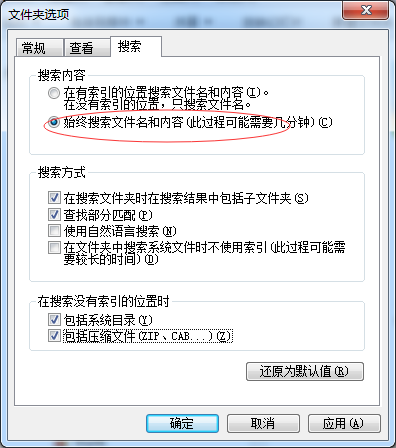 文件夹选项
常规
查看
搜索
搜索内容
在有索引的位置搜索文件名和内容(I)。
在没有索引的位置，只搜索文件名。
始终搜索文件名和内容(此过程可能需要几分钟)(C)
搜索方式
在搜索文件夹时在搜索结果中包括子文件夹(S)
查找部分匹配(P)
使用自然语言搜索(N)
在文件夹中搜索系统文件时不使用索引(此过程可能需
要较长的时间)(D)
在搜索没有索引的位置时
包括系统目录(Y)
包括压缩文件(ZIP、CAB...)(Z)
还原为默认值(R)
确定
取消
应用(A)